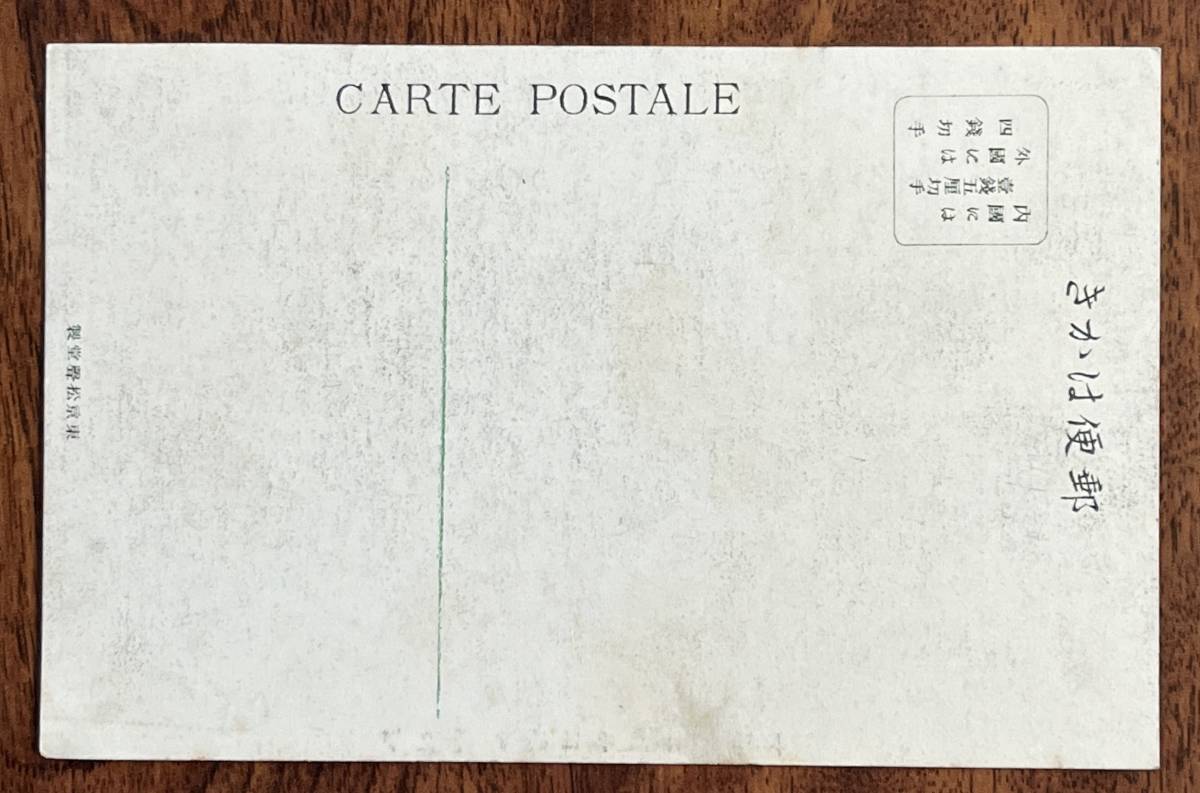 CARTE POSTALE
内國には
壹錢五厘切手
外國には
四錢切手
郵便はかき
東京松聲堂製